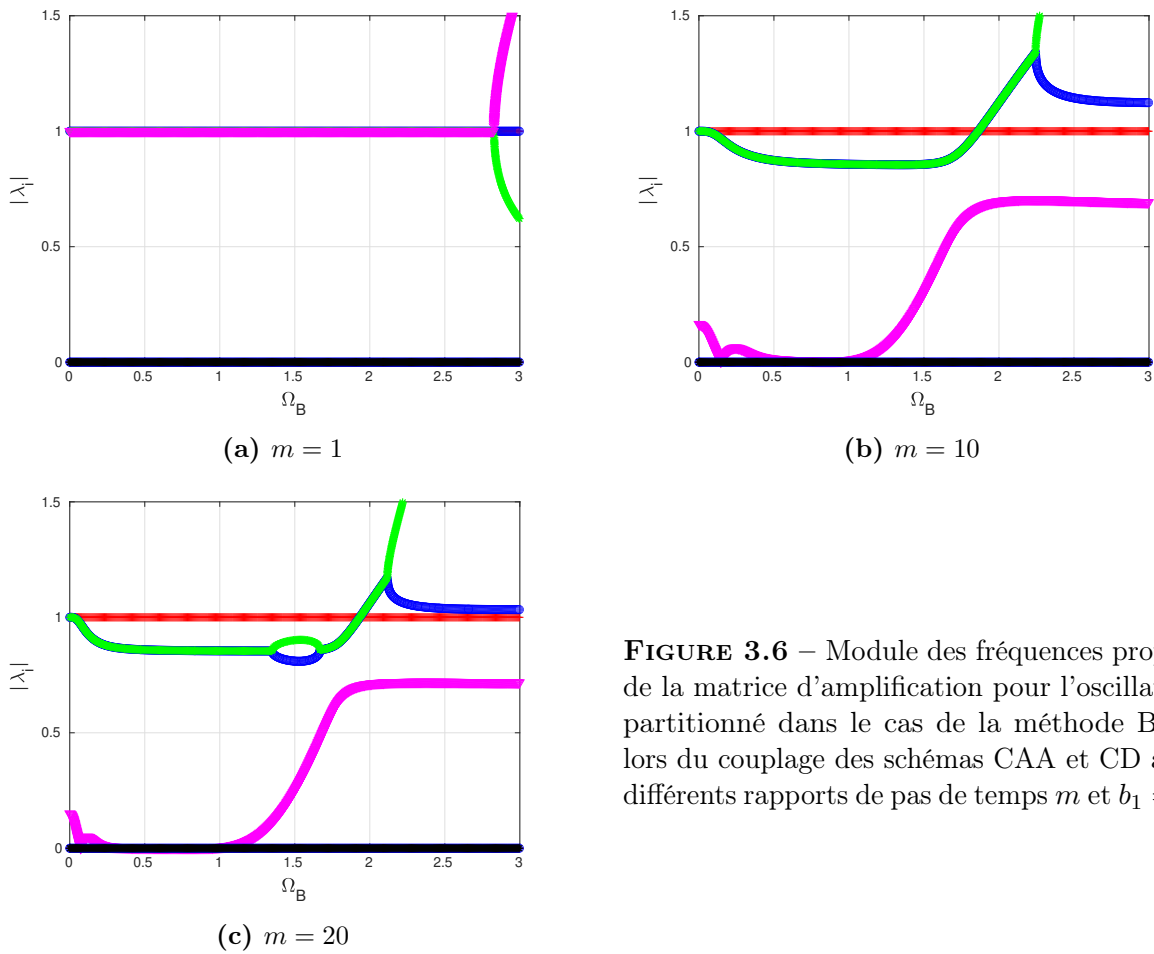 1.5
1
0.5
0
|λi|
0 0.5 1 1.5 2 2.5 3
ΩB
(a) m = 1
1.5
1
0.5
0
|λi|
0 0.5 1 1.5 2 2.5 3
ΩB
(b) m = 10
1.5
1
0.5
0
|λi|
0 0.5 1 1.5 2 2.5 3
ΩB
(c) m = 20
FIGURE 3.6 – Module des fréquences
de la matrice d'amplification pour
partitionné dans le cas de la méthode
lors du couplage des schémas CAA et CD
différents rapports de pas de temps m et b1